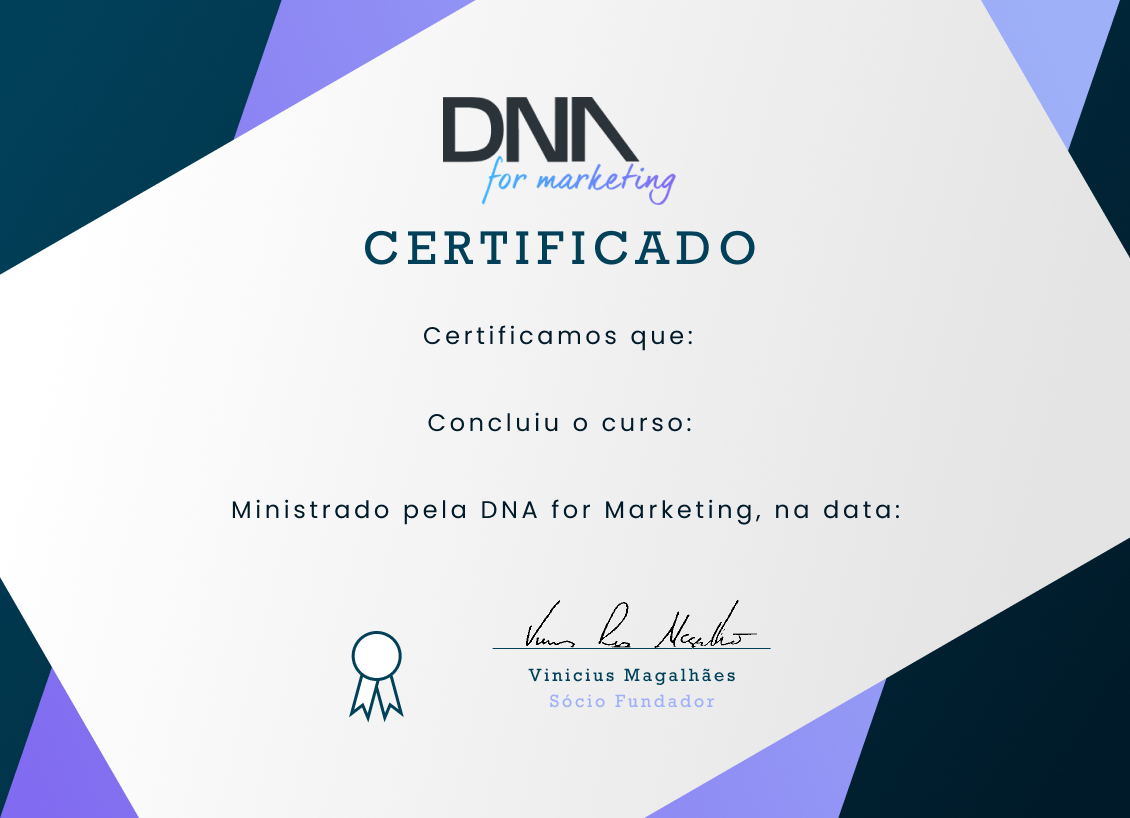 DNA
for marketing
CERTIFICADO
Certificamos que:
Concluiu o curso:
Ministrado pela DNA for Marketing, na data:
Vinicius Magalhães
Sócio Fundador